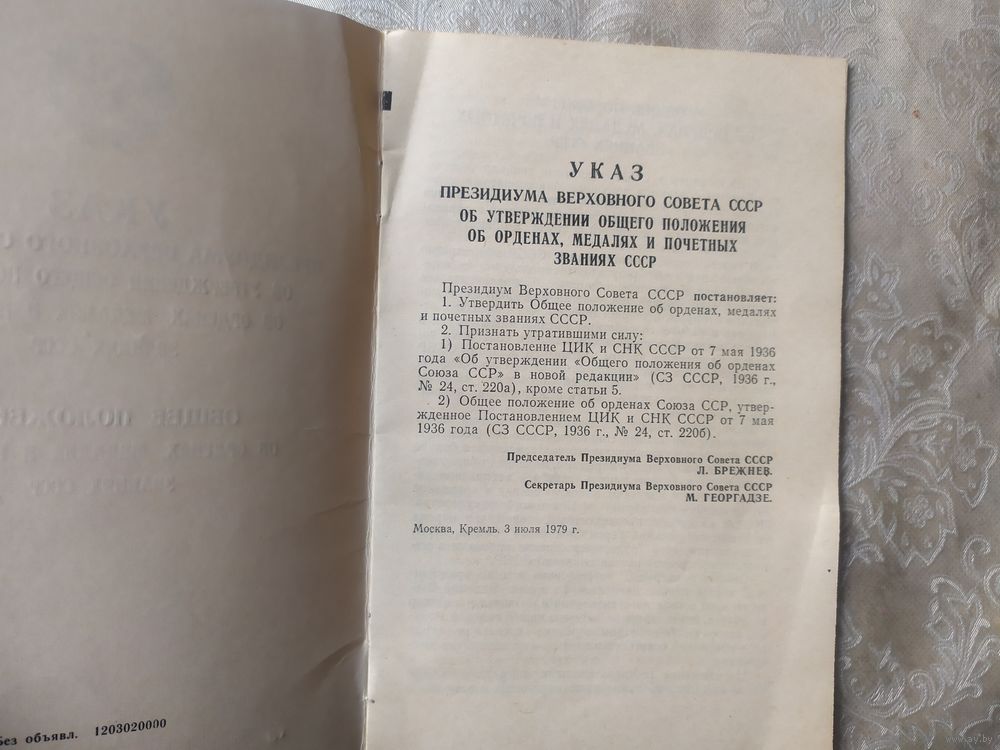 УКАЗ
ПРЕЗИДИУМА ВЕРХОВНОГО СОВЕТА СССР
ОБ УТВЕРЖДЕНИИ ОБЩЕГО ПОЛОЖЕНИЯ
ОБ ОРДЕНАХ, МЕДАЛЯХ И ПОЧЕТНЫХ
ЗВАНИЯХ СССР
Президиум Верховного Совета СССР постановляет:
1. Утвердить Общее положение об орденах, медалях
и почетных званиях СССР.
2. Признать утратившими силу:
1) Постановление ЦИК и СНК СССР от 7 мая 1936
года «Об утверждении «Общего положения об орденах
Союза ССР» в новой редакции» (СЗ СССР, 1936 г.,
№ 24, ст. 220а), кроме статьи 5.
2) Общее положение об орденах Союза ССР, утвер-
жденное Постановлением ЦИК и СНК СССР от 7 мая
1936 года (СЗ СССР, 1936 г., № 24, ст. 220б).
Председатель Президиума Верховного Совета СССР
Л. БРЕЖНЕВ.
Секретарь Президиума Верховного Совета СССР
М. ГЕОРГАДЗЕ.
Москва, Кремль. 3 июля 1979 г.
Без объявл. 1203020000
www.ay.by